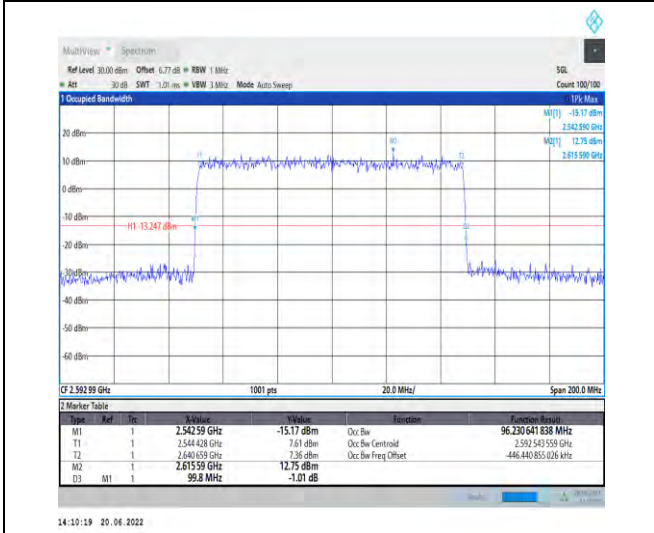 MultiView Spectrum
Ref Level 30.00 dBm Offset 6.77 dB RBW 1 MHz SGL
Att 30 dB SWT 1.01 ms VBW 3 MHz Mode Auto Sweep Count 100/100
1 Occupied Bandwidth 1Pk Max
M1[1] -15.17 dBm
2.542 590 GHz
M2[1] 12.75 dBm
2.615 590 GHz
20 dBm
10 dBm
0 dBm
-10 dBm
H1 -13.247 dBm
-20 dBm
-30 dBm
-40 dBm
-50 dBm
-60 dBm
CF 2.592 99 GHz 1001 pts 20.0 MHz/ Span 200.0 MHz
2 Marker Table
Type Ref Trc X-Value Y-Value Function Function Result
M1 1 2.542 59 GHz -15.17 dBm Occ Bw 96.230 641 838 MHz
T1 1 2.544 428 GHz 7.61 dBm Occ Bw Centroid 2.592 543 559 GHz
T2 1 2.640 659 GHz 7.36 dBm Occ Bw Freq Offset -446.440 855 026 kHz
M2 1 2.615 59 GHz 12.75 dBm
D3 M1 1 99.8 MHz -1.01 dB
14:10:19 20.06.2022